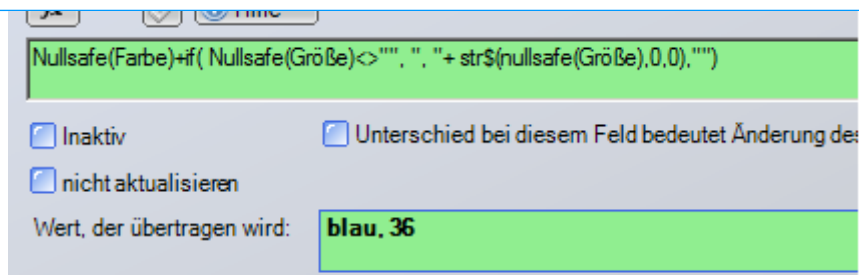 Hilfe
Nullsafe(Farbe)+if( Nullsafe(Größe)<>"", ", "+ str$(nullsafe(Größe),0,0),"")
Inaktiv
Unterschied bei diesem Feld bedeutet Änderung des
nicht aktualisieren
Wert, der übertragen wird:
blau, 36